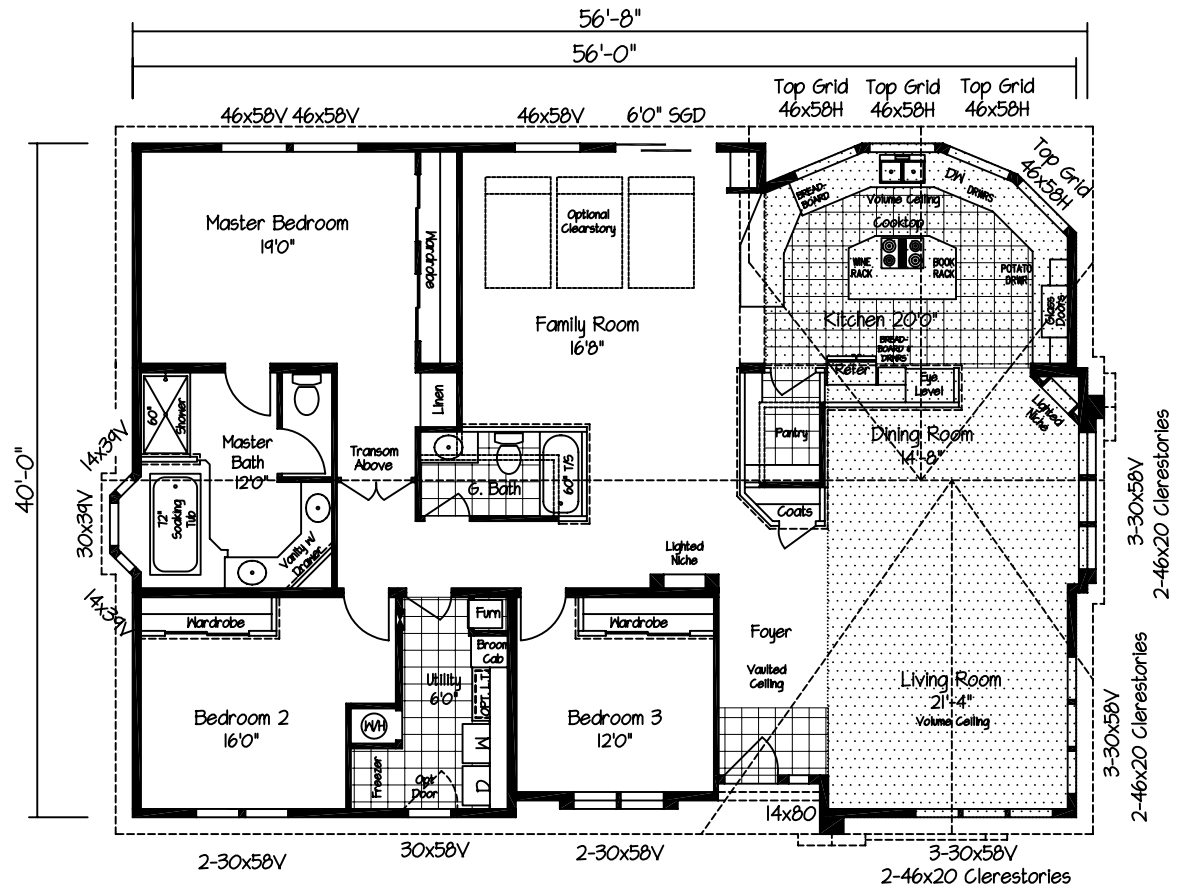 56'-8"
56'-0"
Top Grid
46x58H
Top Grid
46x58H
Top Grid
46x58H
46x58V 46x58V
46x58V
6'0" SGD
Top Grid
46x58H
BREAD-
BOARD
DW
DRWRS
Volume Ceiling
Cooktop
WINE
RACK
BOOK
RACK
POTATO
DRWR
Glass
Doors
Kitchen 20'0"
BREAD-
BOARD &
DRWRS
Refer
Eye
Level
Master Bedroom
19'0"
Wardrobe
Optional
Clearstory
Family Room
16'8"
Linen
60"
Shower
Master
Bath
12'0"
Transom
Above
G. Bath
60" T/S
Pantry
Coats
Dining Room
14'-8"
Lighted
Niche
14x39V
30x39V
14x39V
72"
Soaking
Tub
Vanity w/
Drawer
40'-0"
Lighted
Niche
3-30x58V
2-46x20 Clerestories
Wardrobe
Furn
Broom
Cab
Wardrobe
Foyer
Vaulted
Ceiling
Utility
6'0"
OPT. L.T.
Living Room
21'-4"
Volume Ceiling
Bedroom 2
16'0"
WH
W
D
Freezer
Opt
Door
Bedroom 3
12'0"
3-30x58V
2-46x20 Clerestories
14x80
2-30x58V
30x58V
2-30x58V
3-30x58V
2-46x20 Clerestories